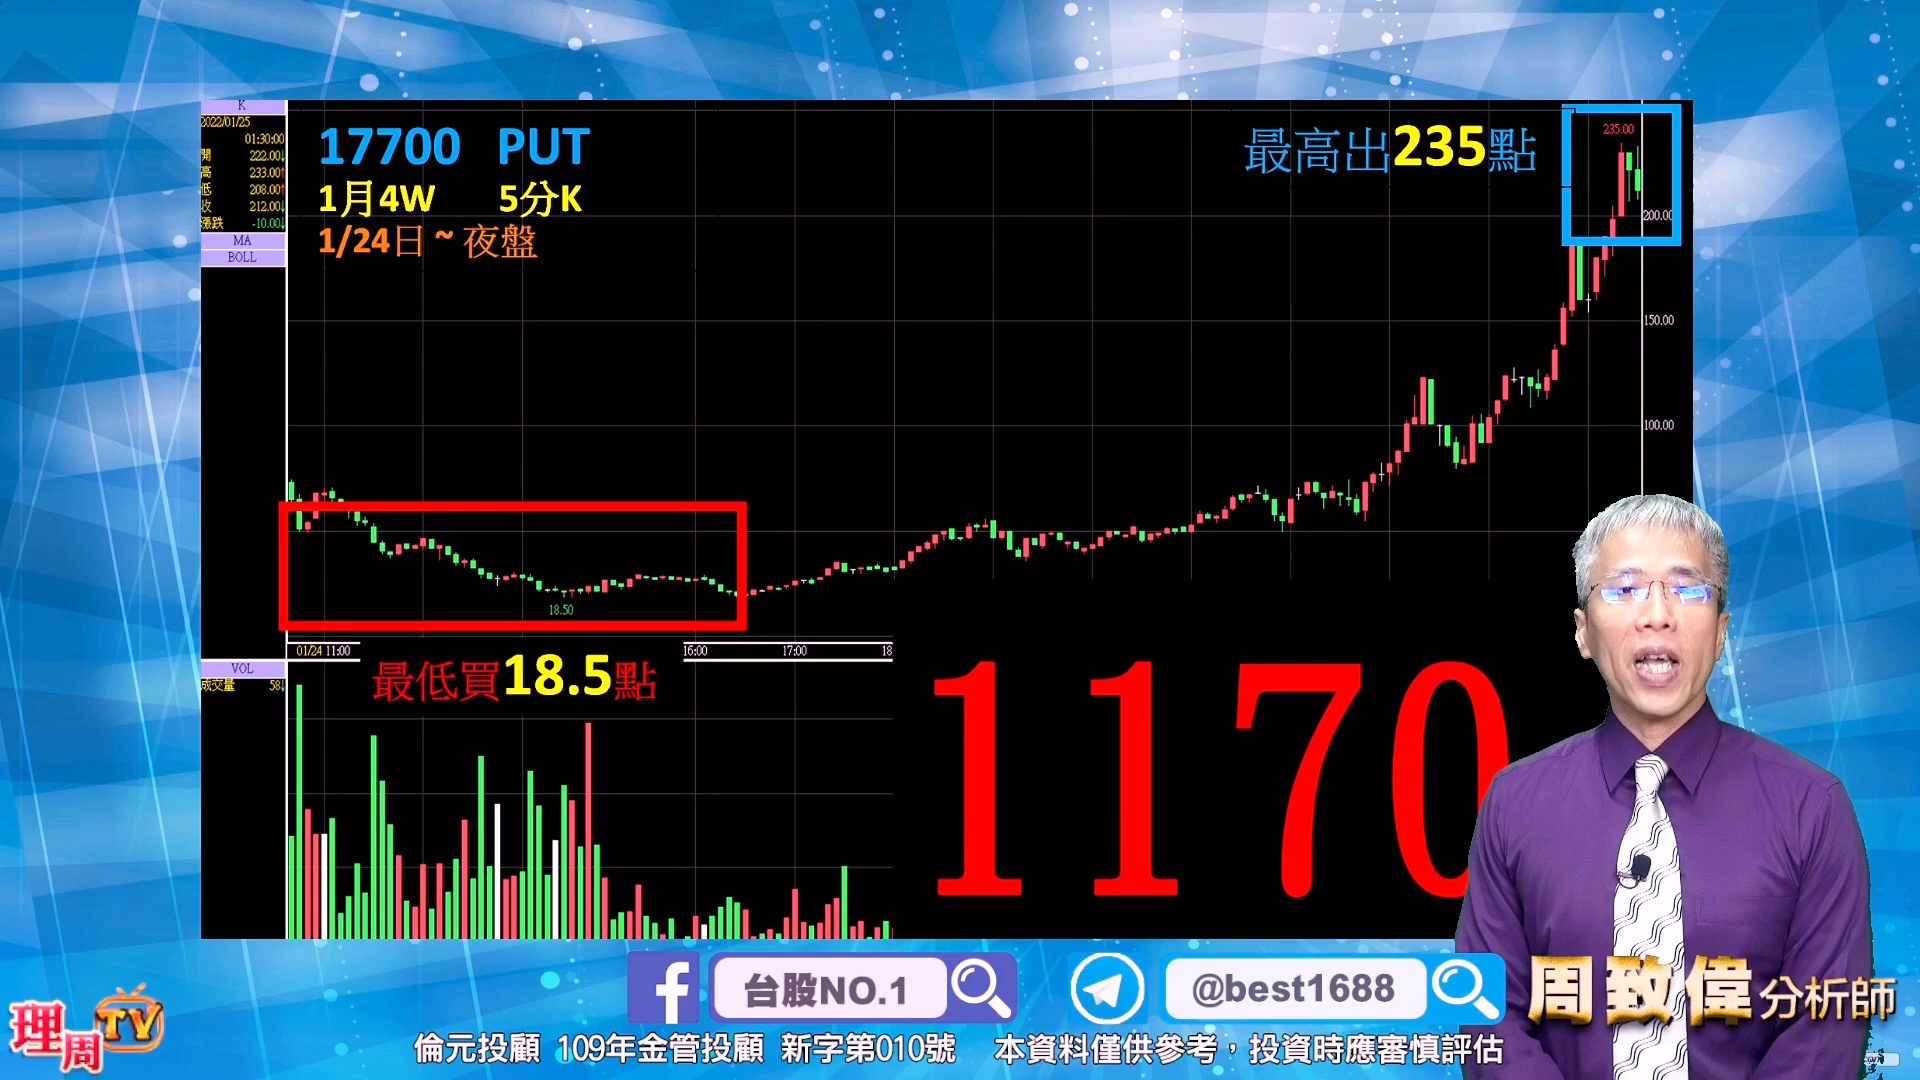 K
2022/01/25
01:30:00
開 222.00↓
高 233.00↑
低 208.00↑
收 212.00↓
漲跌 -10.00↓
MA
BOLL
17700 PUT
1月4W 5分K
1/24日 ~ 夜盤
最高出235點
235.00
200.00
150.00
100.00
18.50
01/24 11:00
16:00
17:00
18
最低買18.5點
VOL
成交量 58↓
1170
台股NO.1
@best1688
周致偉 分析師
理周TV
倫元投顧 109年金管投顧 新字第010號 本資料僅供參考，投資時應審慎評估